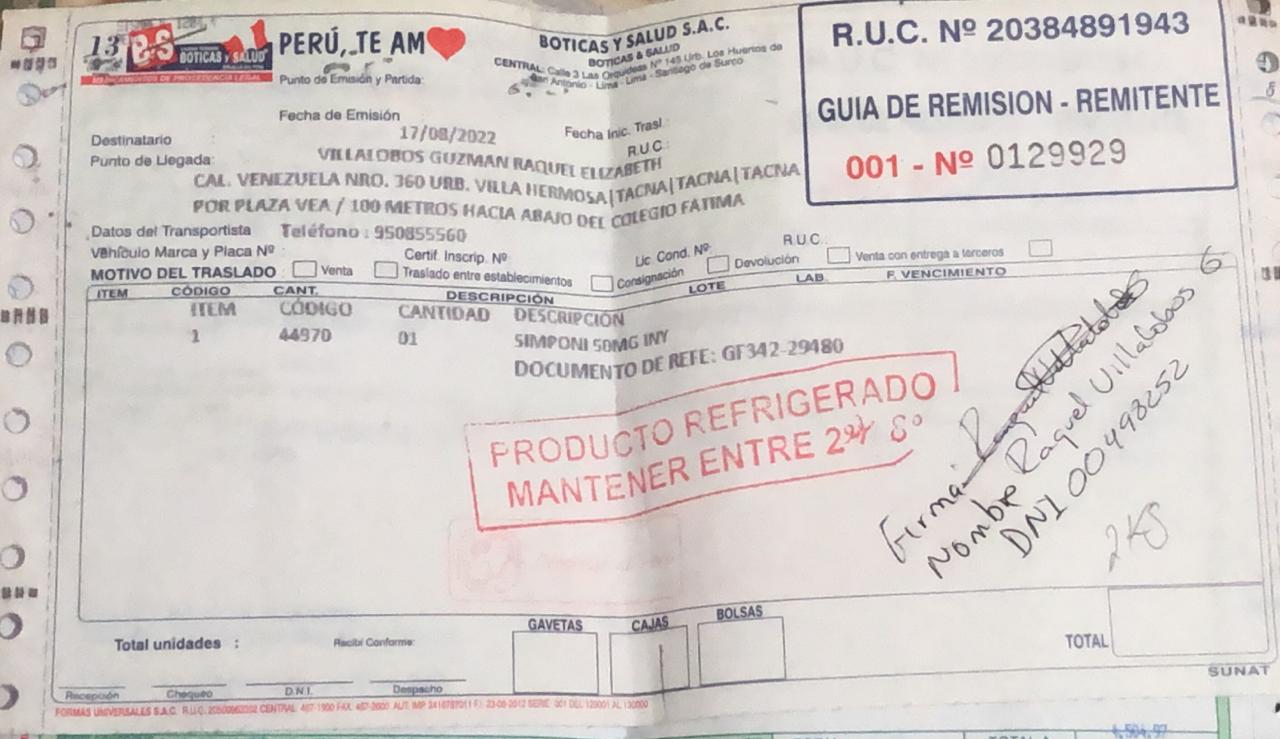 13
B&S BOTICAS Y SALUD
MEDICAMENTOS DE PROCEDENCIA LEGAL
PERÚ, TE AM
BOTICAS Y SALUD S.A.C.
BOTICAS & SALUD
CENTRAL: Calle 3 Las Orquideas Nº 145 Urb. Los Huertos de
San Antonio - Lima - Lima - Santiago de Surco
R.U.C. Nº 20384891943
GUIA DE REMISION - REMITENTE
001 - Nº 0129929
Punto de Emisión y Partida:
Fecha de Emisión
17/08/2022
Fecha Inic. Trasl.:
Destinatario
VILLALOBOS GUZMAN RAQUEL ELIZABETH
R.U.C.:
Punto de Llegada:
CAL. VENEZUELA NRO. 360 URB. VILLA HERMOSA|TACNA|TACNA|TACNA
POR PLAZA VEA / 100 METROS HACIA ABAJO DEL COLEGIO FATIMA
Datos del Transportista
Teléfono : 950855560
R.U.C.:
Vehículo Marca y Placa Nº
Certif. Inscrip. Nº
Lic Cond. Nº:
MOTIVO DEL TRASLADO : Venta Traslado entre establecimientos Consignación Devolución Venta con entrega a terceros
ITEM CÓDIGO CANT. DESCRIPCIÓN LOTE LAB. F. VENCIMIENTO
ITEM CÓDIGO CANTIDAD DESCRIPCIÓN
1 44970 01 SIMPONI 50MG INY
DOCUMENTO DE REFE: GF342-29480
PRODUCTO REFRIGERADO
MANTENER ENTRE 2 8°
Firma
Nombre Raquel Villalobos G
DNI 00498252
Total unidades :
Recibí Conforme:
GAVETAS
CAJAS
BOLSAS
TOTAL
Recepción
Chequeo
D.N.I.
Despacho
SUNAT
FORMAS UNIVERSALES S.A.C.
4,504.97